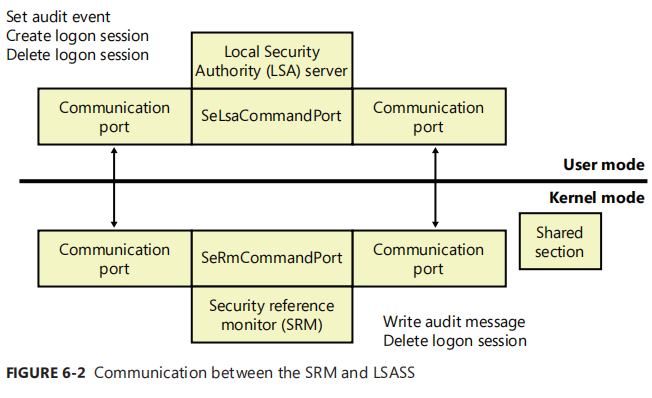 Set audit event
Create logon session
Delete logon session
Local Security
Authority (LSA) server
Communication
port
SeLsaCommandPort
Communication
port
User mode
Kernel mode
Communication
port
SeRmCommandPort
Communication
port
Shared
section
Security reference
monitor (SRM)
Write audit message
Delete logon session
FIGURE 6-2 Communication between the SRM and LSASS